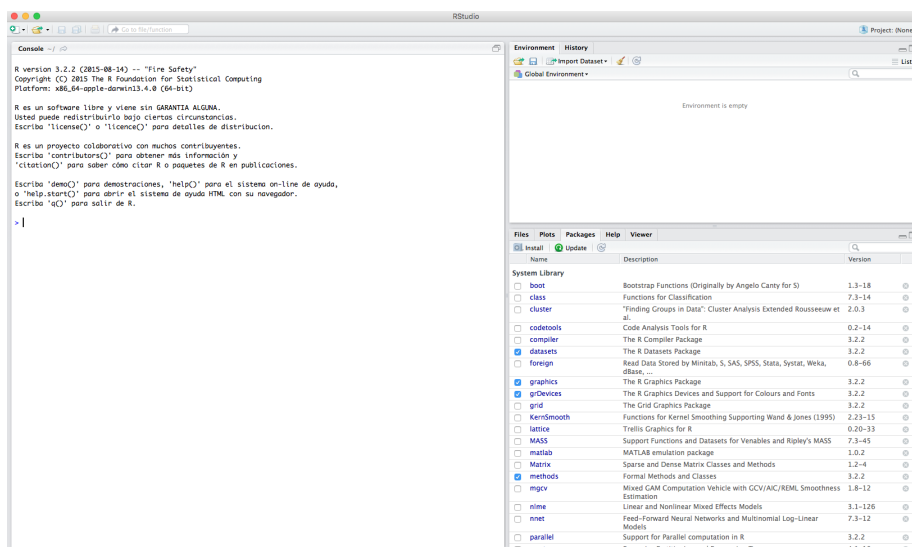 RStudio
Go to file/function
Project: (None
Console ~/
R version 3.2.2 (2015-08-14) -- "Fire Safety"
Copyright (C) 2015 The R Foundation for Statistical Computing
Platform: x86_64-apple-darwin13.4.0 (64-bit)
R es un software libre y viene sin GARANTIA ALGUNA.
Usted puede redistribuirlo bajo ciertas circunstancias.
Escriba 'license()' o 'licence()' para detalles de distribucion.
R es un proyecto colaborativo con muchos contribuyentes.
Escriba 'contributors()' para obtener más información y
'citation()' para saber cómo citar R o paquetes de R en publicaciones.
Escriba 'demo()' para demostraciones, 'help()' para el sistema on-line de ayuda,
o 'help.start()' para abrir el sistema de ayuda HTML con su navegador.
Escriba 'q()' para salir de R.
>
Environment History
Import Dataset
List
Global Environment
Environment is empty
Files Plots Packages Help Viewer
Install Update
Name Description Version
System Library
boot Bootstrap Functions (Originally by Angelo Canty for S) 1.3-18
class Functions for Classification 7.3-14
cluster "Finding Groups in Data": Cluster Analysis Extended Rousseeuw et 2.0.3
al.
codetools Code Analysis Tools for R 0.2-14
compiler The R Compiler Package 3.2.2
datasets The R Datasets Package 3.2.2
foreign Read Data Stored by Minitab, S, SAS, SPSS, Stata, Systat, Weka, 0.8-66
dBase, ...
graphics The R Graphics Package 3.2.2
grDevices The R Graphics Devices and Support for Colours and Fonts 3.2.2
grid The Grid Graphics Package 3.2.2
KernSmooth Functions for Kernel Smoothing Supporting Wand & Jones (1995) 2.23-15
lattice Trellis Graphics for R 0.20-33
MASS Support Functions and Datasets for Venables and Ripley's MASS 7.3-45
matlab MATLAB emulation package 1.0.2
Matrix Sparse and Dense Matrix Classes and Methods 1.2-4
methods Formal Methods and Classes 3.2.2
mgcv Mixed GAM Computation Vehicle with GCV/AIC/REML Smoothness 1.8-12
Estimation
nlme Linear and Nonlinear Mixed Effects Models 3.1-126
nnet Feed-Forward Neural Networks and Multinomial Log-Linear 7.3-12
Models
parallel Support for Parallel computation in R 3.2.2